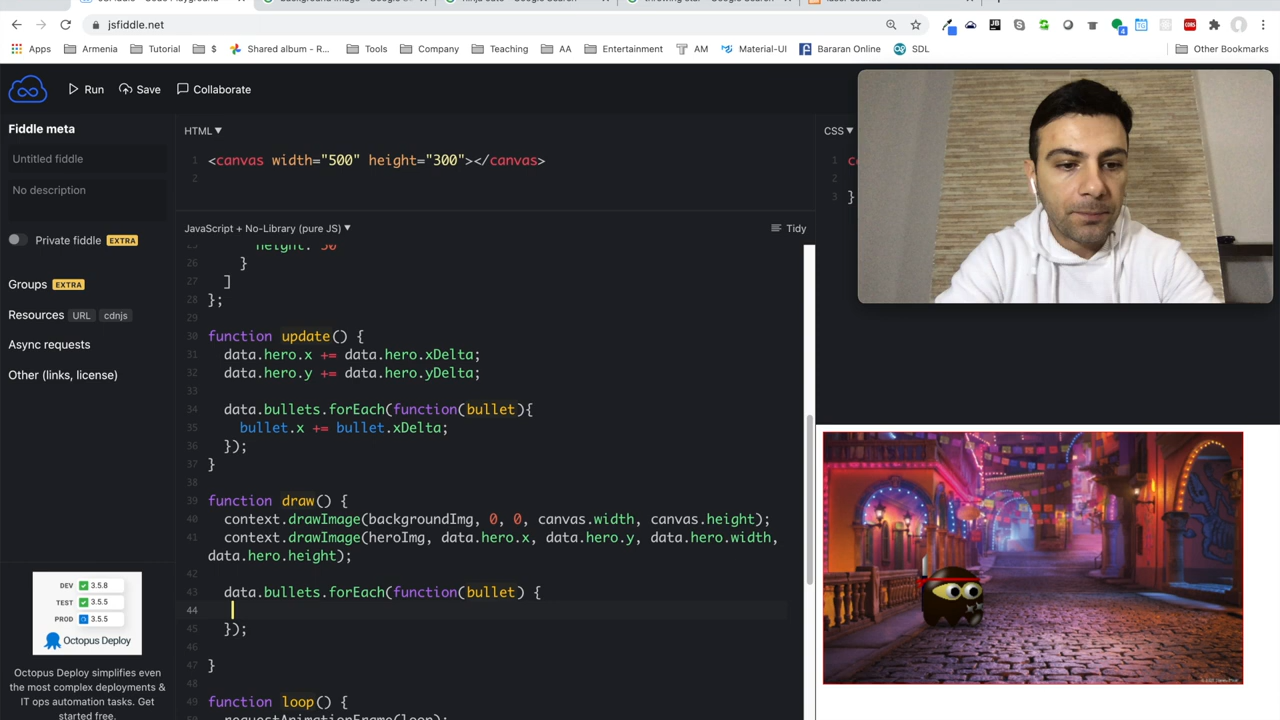 jsfiddle.net
Apps
Armenia
Tutorial
$
Shared album - R...
Tools
Company
Teaching
AA
Entertainment
AM
Material-UI
Bararan Online
SDL
Other Bookmarks
Run
Save
Collaborate
Fiddle meta
Untitled fiddle
No description
Private fiddle EXTRA
Groups EXTRA
Resources URL cdnjs
Async requests
Other (links, license)
DEV 3.5.8
TEST 3.5.5
PROD 3.5.5
Octopus Deploy
Octopus Deploy simplifies even
the most complex deployments &
IT ops automation tasks. Get
started free.
HTML ▼
1 <canvas width="500" height="300"></canvas>
2
JavaScript + No-Library (pure JS) ▼
Tidy
height: 50
26 }
27 ]
28 };
29
30 function update() {
31 data.hero.x += data.hero.xDelta;
32 data.hero.y += data.hero.yDelta;
33
34 data.bullets.forEach(function(bullet){
35 bullet.x += bullet.xDelta;
36 });
37 }
38
39 function draw() {
40 context.drawImage(backgroundImg, 0, 0, canvas.width, canvas.height);
41 context.drawImage(heroImg, data.hero.x, data.hero.y, data.hero.width,
data.hero.height);
42
43 data.bullets.forEach(function(bullet) {
44
45 });
46
47 }
48
49 function loop() {
requestAnimationFrame(loop);
CSS ▼
1 c
2
3 }